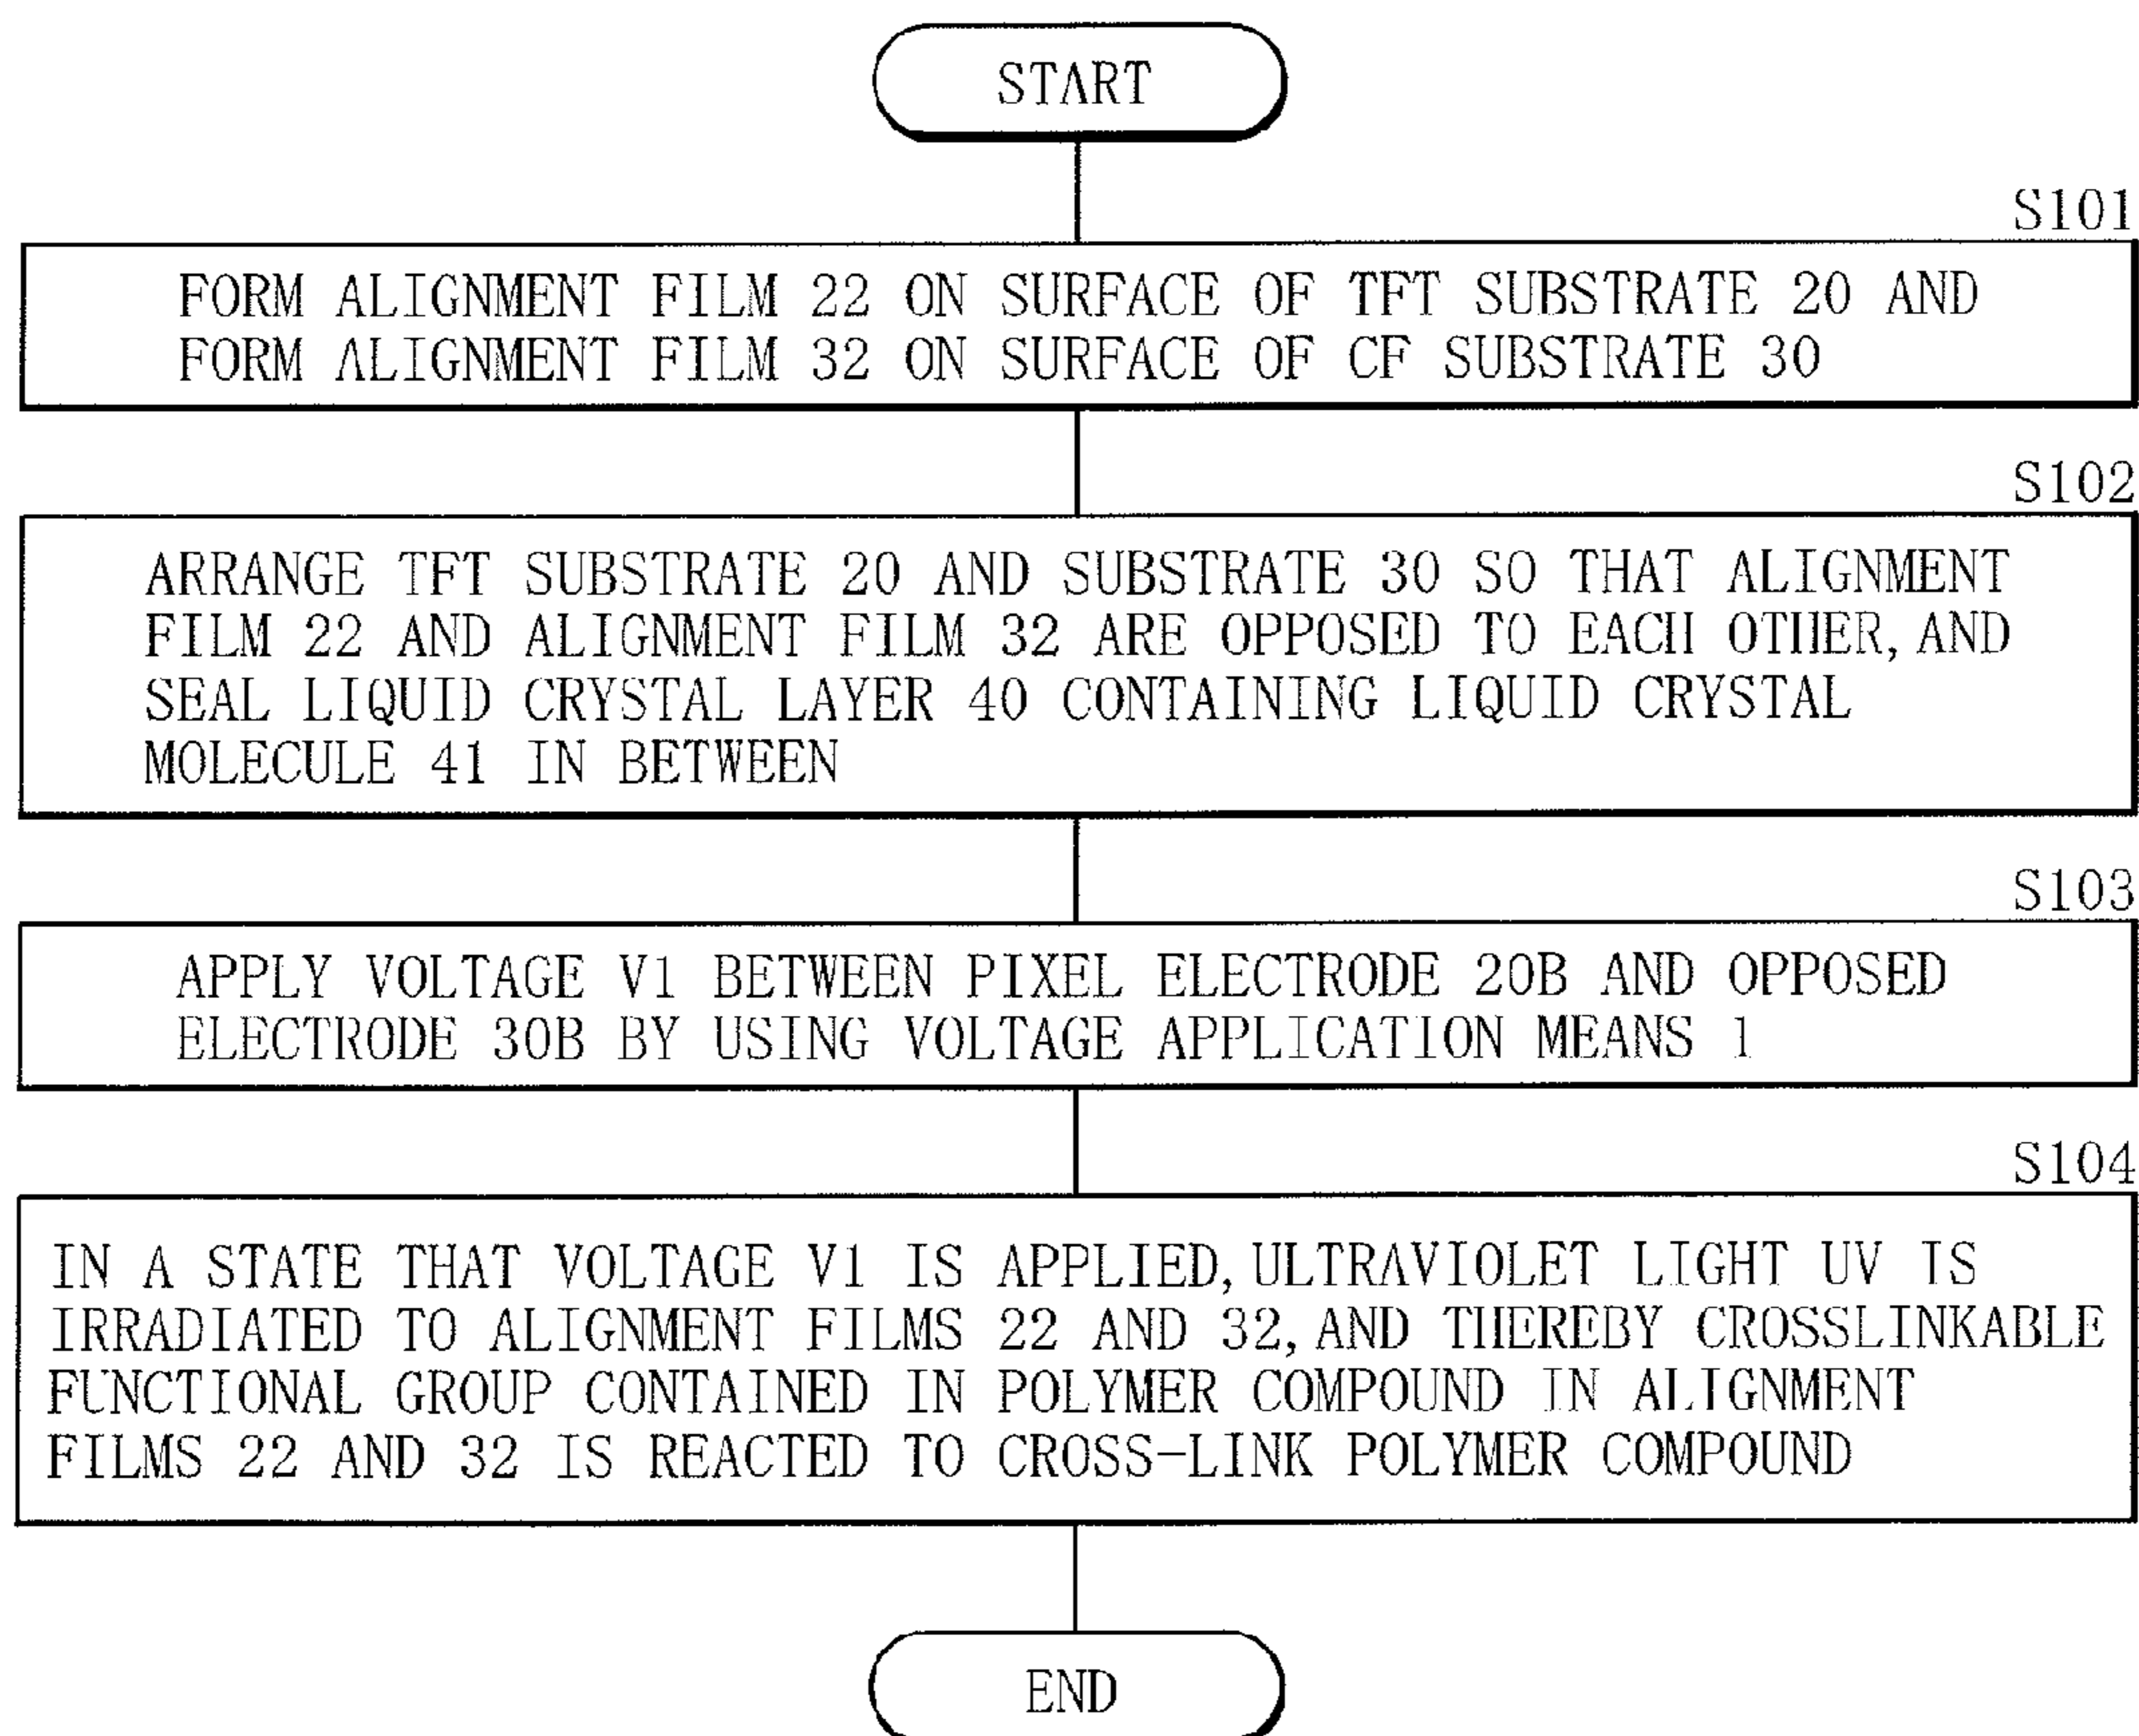 START
S101
FORM ALIGNMENT FILM 22 ON SURFACE OF TFT SUBSTRATE 20 AND
FORM ALIGNMENT FILM 32 ON SURFACE OF CF SUBSTRATE 30
S102
ARRANGE TFT SUBSTRATE 20 AND SUBSTRATE 30 SO THAT ALIGNMENT
FILM 22 AND ALIGNMENT FILM 32 ARE OPPOSED TO EACH OTHER, AND
SEAL LIQUID CRYSTAL LAYER 40 CONTAINING LIQUID CRYSTAL
MOLECULE 41 IN BETWEEN
S103
APPLY VOLTAGE V1 BETWEEN PIXEL ELECTRODE 20B AND OPPOSED
ELECTRODE 30B BY USING VOLTAGE APPLICATION MEANS 1
S104
IN A STATE THAT VOLTAGE V1 IS APPLIED, ULTRAVIOLET LIGHT UV IS
IRRADIATED TO ALIGNMENT FILMS 22 AND 32, AND THEREBY CROSSLINKABLE
FUNCTIONAL GROUP CONTAINED IN POLYMER COMPOUND IN ALIGNMENT
FILMS 22 AND 32 IS REACTED TO CROSS-LINK POLYMER COMPOUND
END